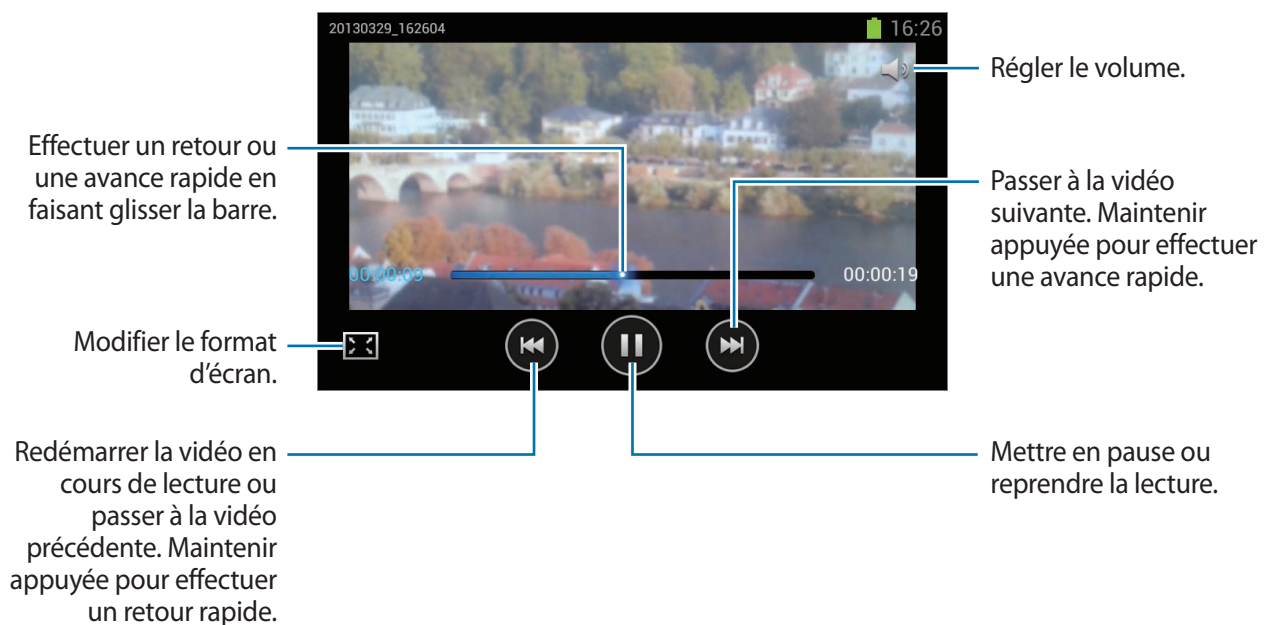 20130329_162604
16:26
Régler le volume.
Effectuer un retour ou
une avance rapide en
faisant glisser la barre.
Passer à la vidéo
suivante. Maintenir
appuyée pour effectuer
une avance rapide.
00:00:09
00:00:19
Modifier le format
d'écran.
Redémarrer la vidéo en
cours de lecture ou
passer à la vidéo
précédente. Maintenir
appuyée pour effectuer
un retour rapide.
Mettre en pause ou
reprendre la lecture.